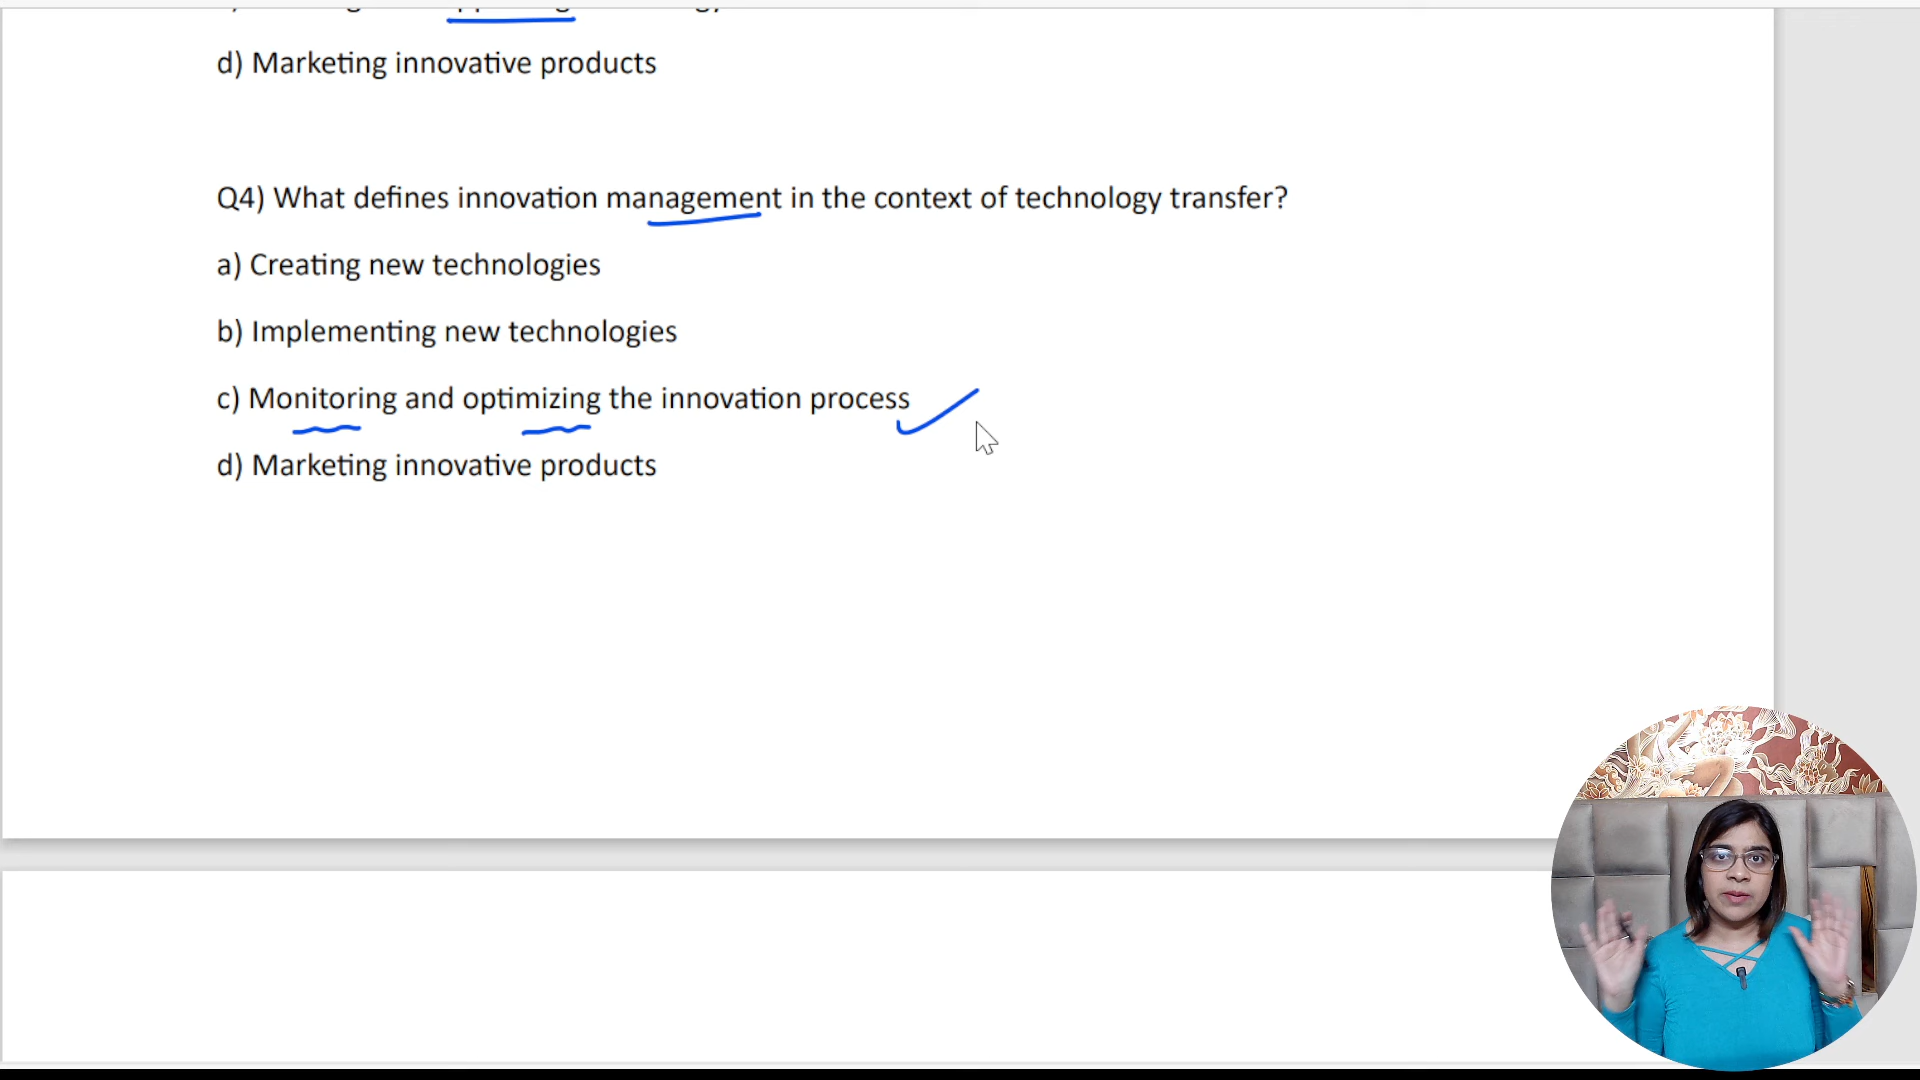 d) Marketing innovative products
Q4) What defines innovation management in the context of technology transfer?
a) Creating new technologies
b) Implementing new technologies
c) Monitoring and optimizing the innovation process
d) Marketing innovative products